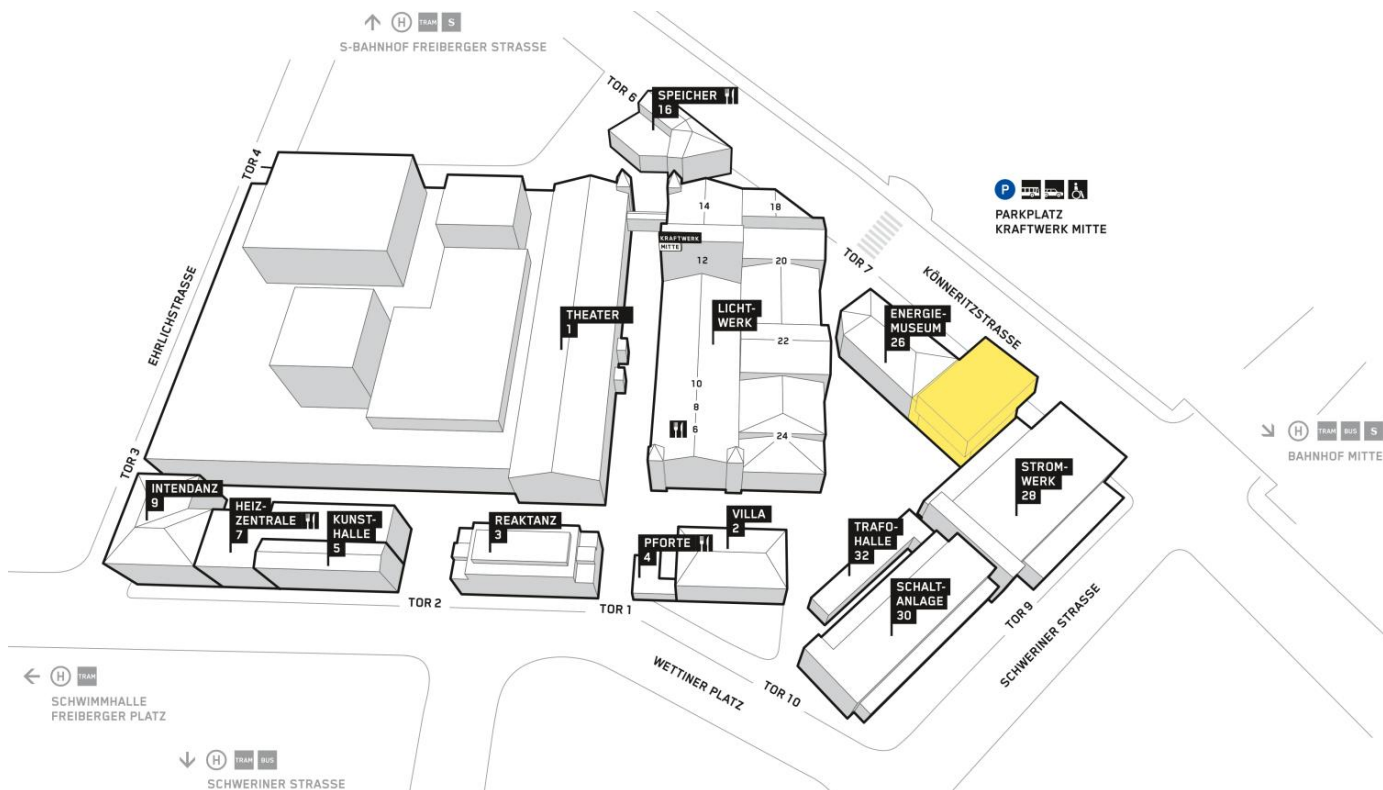 H TRAM S
S-BAHNHOF FREIBERGER STRASSE
TOR 6
SPEICHER
16
TOR 4
P
PARKPLATZ
KRAFTWERK MITTE
14
18
KRAFTWERK
MITTE
12
20
TOR 7
KÖNNERITZSTRASSE
EHRLICHSTRASSE
THEATER
1
LICHT-
WERK
ENERGIE-
MUSEUM
26
22
10
8
6
24
H TRAM BUS S
BAHNHOF MITTE
TOR 3
INTENDANZ
9
HEIZ-
ZENTRALE
7
KUNST-
HALLE
5
REAKTANZ
3
PFORTE
4
VILLA
2
TRAFO-
HALLE
32
STROM-
WERK
28
SCHALT-
ANLAGE
30
TOR 2
TOR 1
TOR 9
SCHWERINER STRASSE
WETTINER PLATZ
TOR 10
H TRAM
SCHWIMMHALLE
FREIBERGER PLATZ
H TRAM BUS
SCHWERINER STRASSE